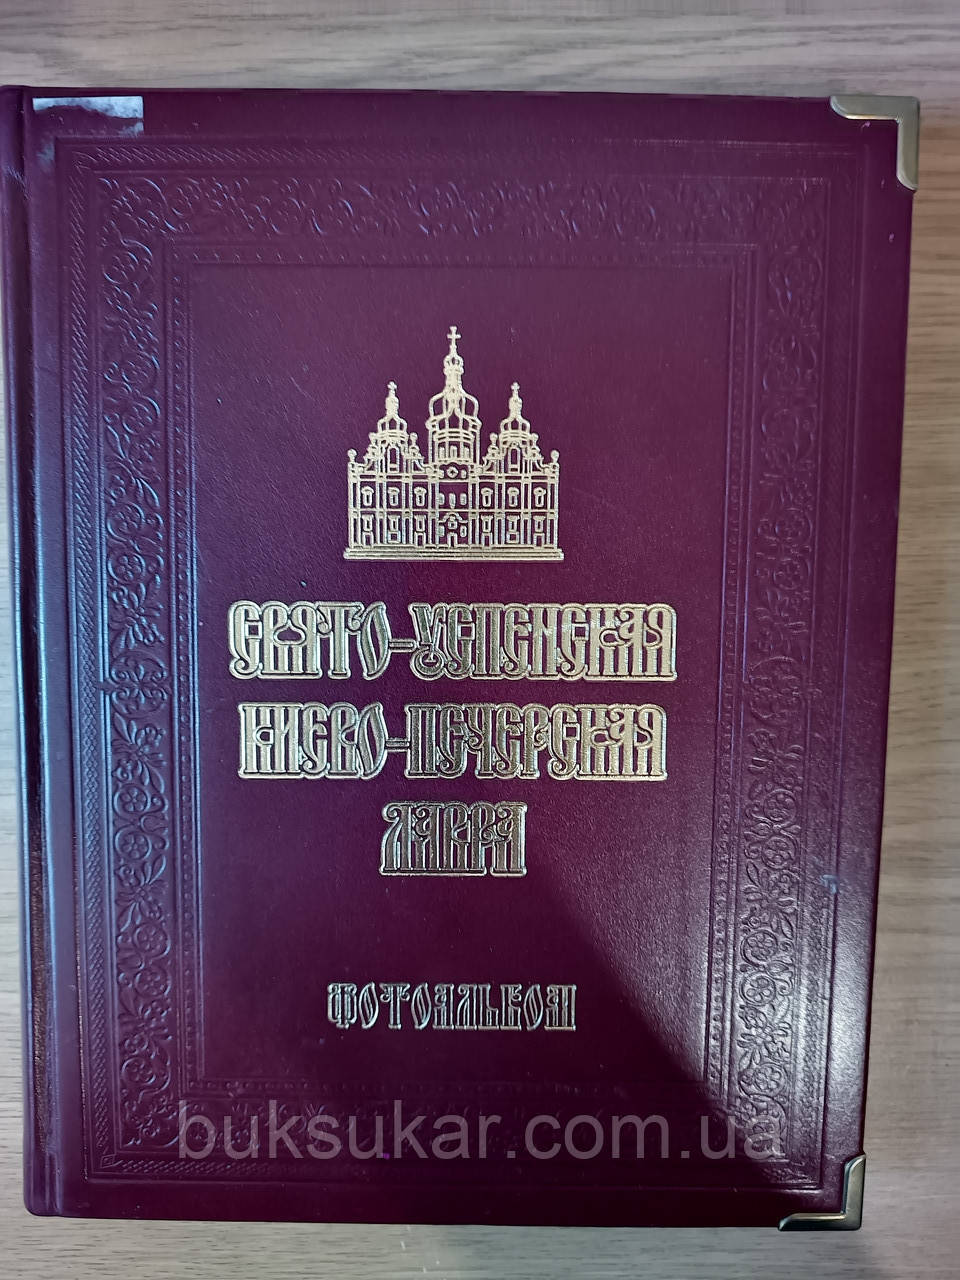 СВЯТО-УСПЕНСКАЯ
КИЕВО-ПЕЧЕРСКАЯ
ЛАВРА
ФОТОАЛЬБОМ
buksukar.com.ua